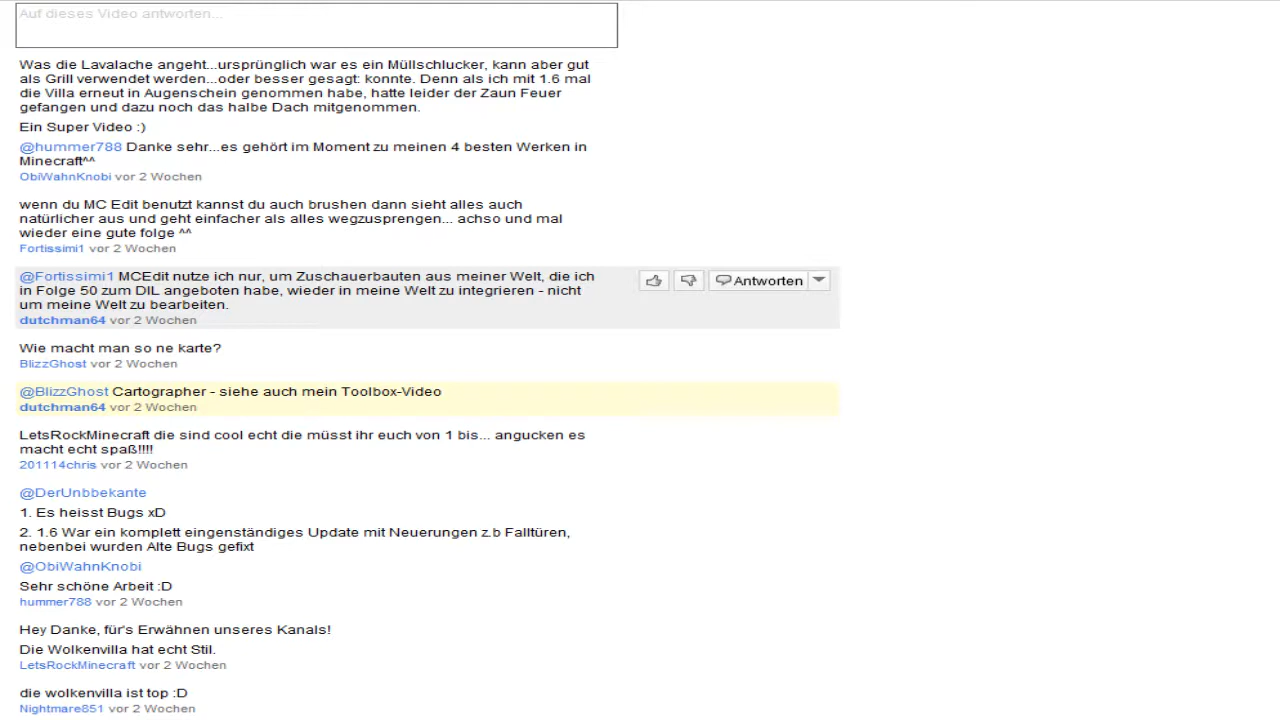 Auf dieses Video antworten...
Was die Lavalache angeht...ursprünglich war es ein Müllschlucker, kann aber gut
als Grill verwendet werden...oder besser gesagt: konnte. Denn als ich mit 1.6 mal
die Villa erneut in Augenschein genommen habe, hatte leider der Zaun Feuer
gefangen und dazu noch das halbe Dach mitgenommen.
Ein Super Video :)
@hummer788 Danke sehr...es gehört im Moment zu meinen 4 besten Werken in
Minecraft^^
ObiWahnKnobi vor 2 Wochen
wenn du MC Edit benutzt kannst du auch brushen dann sieht alles auch
natürlicher aus und geht einfacher als alles wegzusprengen... achso und mal
wieder eine gute folge ^^
Fortissimi1 vor 2 Wochen
@Fortissimi1 MCEdit nutze ich nur, um Zuschauerbauten aus meiner Welt, die ich
in Folge 50 zum DIL angeboten habe, wieder in meine Welt zu integrieren - nicht
um meine Welt zu bearbeiten.
Antworten
dutchman64 vor 2 Wochen
Wie macht man so ne karte?
BlizzGhost vor 2 Wochen
@BlizzGhost Cartographer - siehe auch mein Toolbox-Video
dutchman64 vor 2 Wochen
LetsRockMinecraft die sind cool echt die müsst ihr euch von 1 bis... angucken es
macht echt spaß!!!!
201114chris vor 2 Wochen
@DerUnbbekante
1. Es heisst Bugs xD
2. 1.6 War ein komplett eingenständiges Update mit Neuerungen z.b Falltüren,
nebenbei wurden Alte Bugs gefixt
@ObiWahnKnobi
Sehr schöne Arbeit :D
hummer788 vor 2 Wochen
Hey Danke, für's Erwähnen unseres Kanals!
Die Wolkenvilla hat echt Stil.
LetsRockMinecraft vor 2 Wochen
die wolkenvilla ist top :D
Nightmare851 vor 2 Wochen